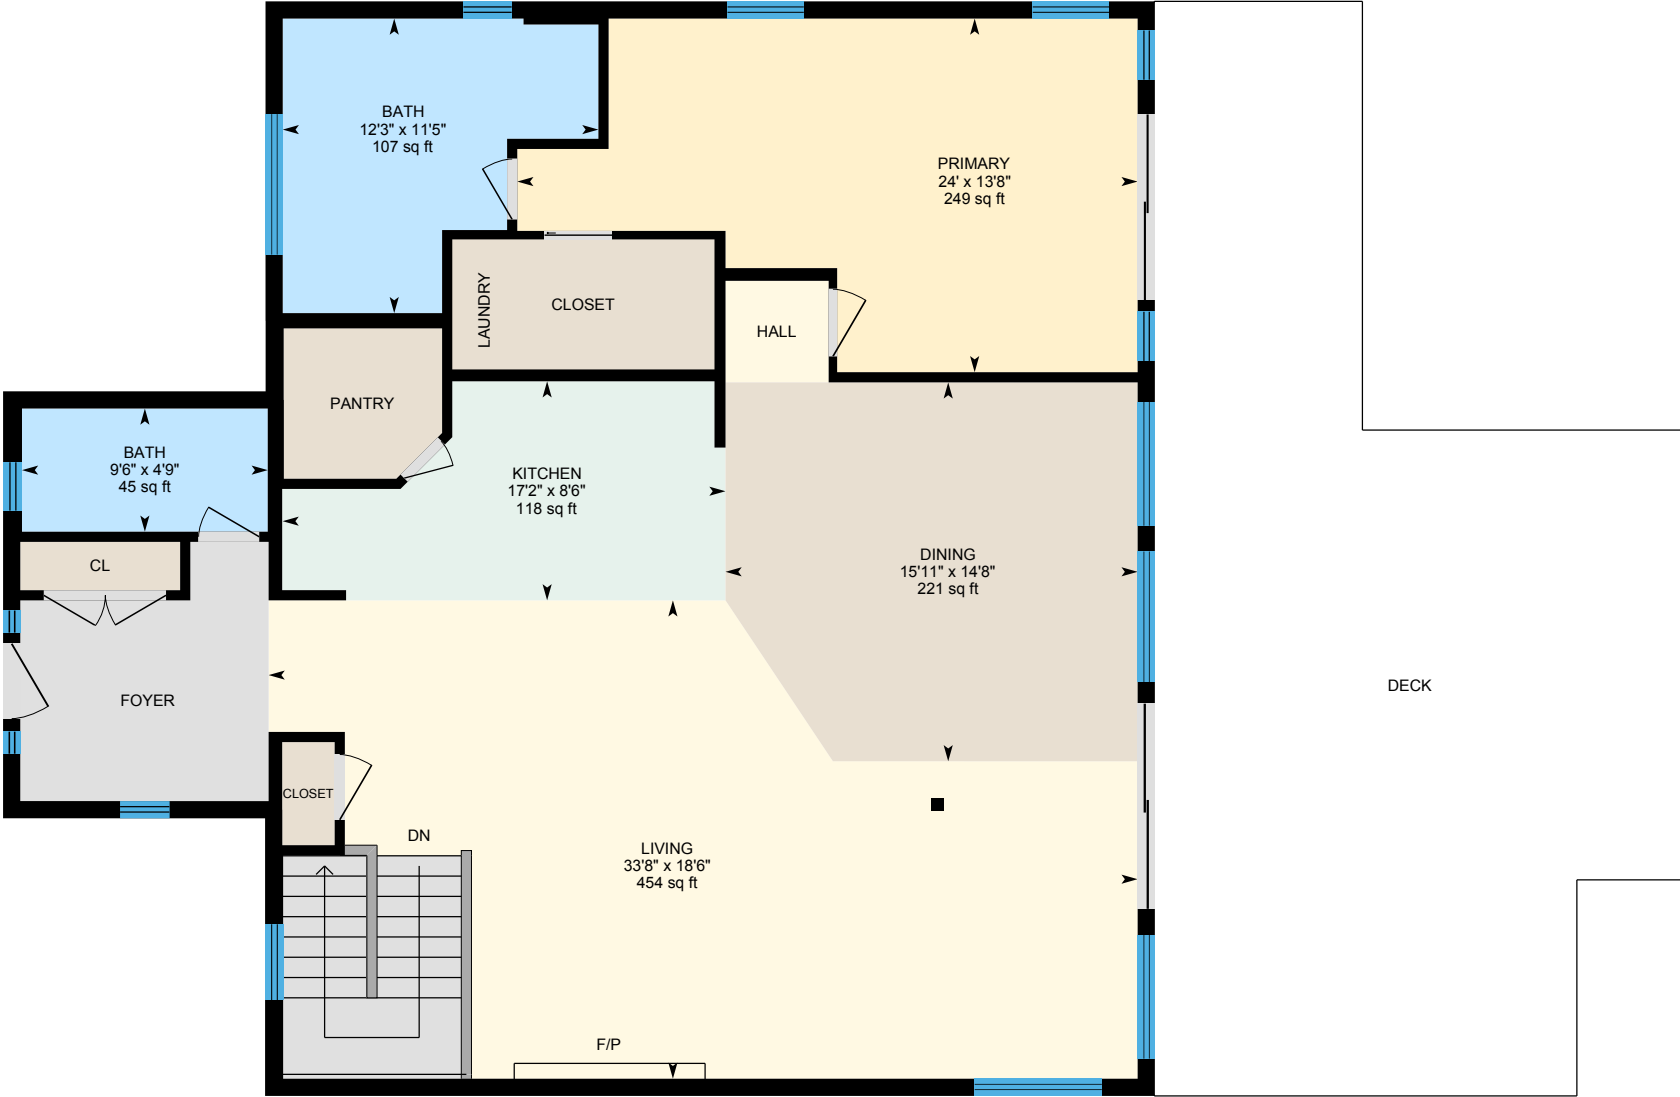 BATH
12'3" x 11'5"
107 sq ft
PRIMARY
24' x 13'8"
249 sq ft
LAUNDRY
CLOSET
HALL
PANTRY
BATH
9'6" x 4'9"
45 sq ft
KITCHEN
17'2" x 8'6"
118 sq ft
CL
DINING
15'11" x 14'8"
221 sq ft
FOYER
DECK
CLOSET
DN
LIVING
33'8" x 18'6"
454 sq ft
F/P